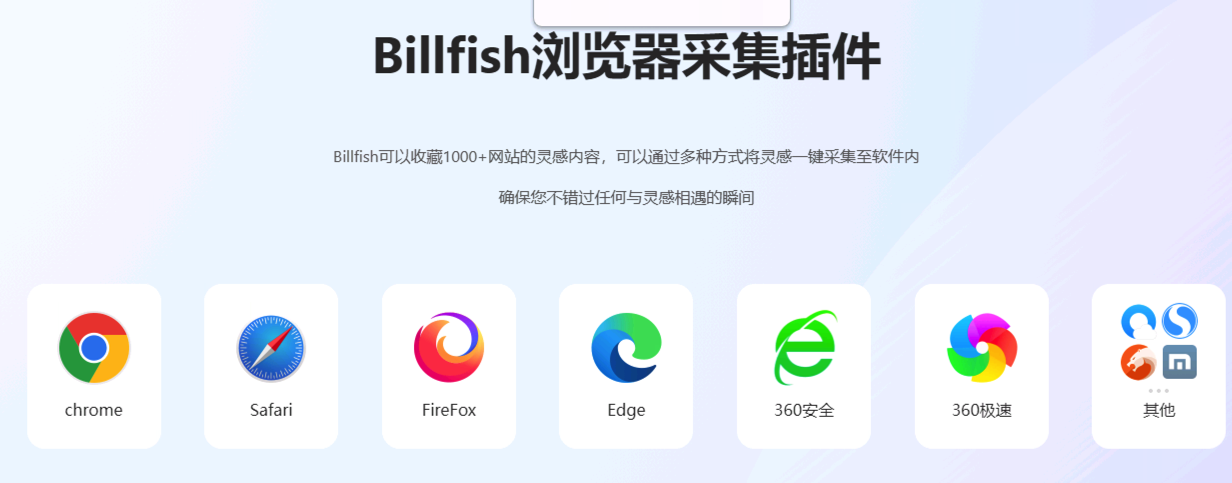 Billfish浏览器采集插件
Billfish可以收藏1000+网站的灵感内容，可以通过多种方式将灵感一键采集至软件内
确保您不错过任何与灵感相遇的瞬间
chrome
Safari
FireFox
Edge
360安全
360极速
其他